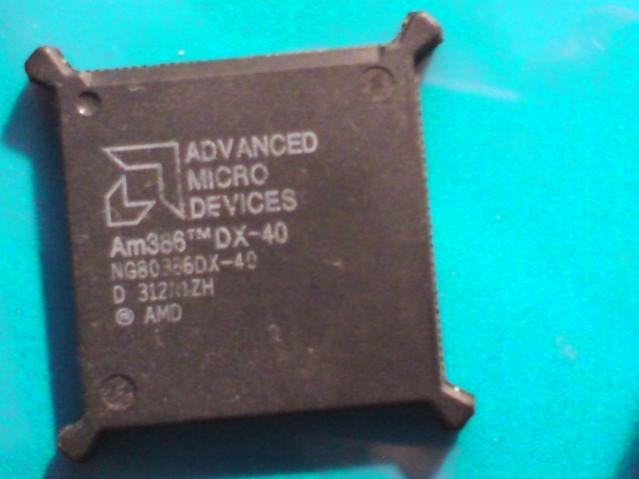 ADVANCED
MICRO
DEVICES
Am386™DX-40
NG80386DX-40
D
® AMD